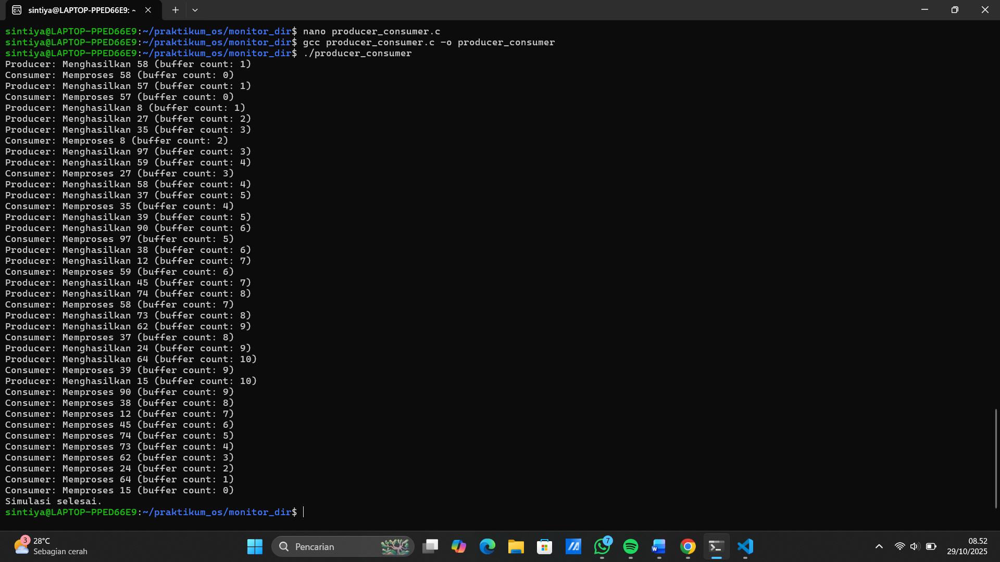 sintiya@LAPTOP-PPED66E9: ~
sintiya@LAPTOP-PPED66E9:~/praktikum_os/monitor_dir$ nano producer_consumer.c
sintiya@LAPTOP-PPED66E9:~/praktikum_os/monitor_dir$ gcc producer_consumer.c -o producer_consumer
sintiya@LAPTOP-PPED66E9:~/praktikum_os/monitor_dir$ ./producer_consumer
Producer: Menghasilkan 58 (buffer count: 1)
Consumer: Memproses 58 (buffer count: 0)
Producer: Menghasilkan 57 (buffer count: 1)
Consumer: Memproses 57 (buffer count: 0)
Producer: Menghasilkan 8 (buffer count: 1)
Producer: Menghasilkan 27 (buffer count: 2)
Producer: Menghasilkan 35 (buffer count: 3)
Consumer: Memproses 8 (buffer count: 2)
Producer: Menghasilkan 97 (buffer count: 3)
Producer: Menghasilkan 59 (buffer count: 4)
Consumer: Memproses 27 (buffer count: 3)
Producer: Menghasilkan 58 (buffer count: 4)
Producer: Menghasilkan 37 (buffer count: 5)
Consumer: Memproses 35 (buffer count: 4)
Producer: Menghasilkan 39 (buffer count: 5)
Producer: Menghasilkan 90 (buffer count: 6)
Consumer: Memproses 97 (buffer count: 5)
Producer: Menghasilkan 38 (buffer count: 6)
Producer: Menghasilkan 12 (buffer count: 7)
Consumer: Memproses 59 (buffer count: 6)
Producer: Menghasilkan 45 (buffer count: 7)
Producer: Menghasilkan 74 (buffer count: 8)
Consumer: Memproses 58 (buffer count: 7)
Producer: Menghasilkan 73 (buffer count: 8)
Producer: Menghasilkan 62 (buffer count: 9)
Consumer: Memproses 37 (buffer count: 8)
Producer: Menghasilkan 24 (buffer count: 9)
Producer: Menghasilkan 64 (buffer count: 10)
Consumer: Memproses 39 (buffer count: 9)
Producer: Menghasilkan 15 (buffer count: 10)
Consumer: Memproses 90 (buffer count: 9)
Consumer: Memproses 38 (buffer count: 8)
Consumer: Memproses 12 (buffer count: 7)
Consumer: Memproses 45 (buffer count: 6)
Consumer: Memproses 74 (buffer count: 5)
Consumer: Memproses 73 (buffer count: 4)
Consumer: Memproses 62 (buffer count: 3)
Consumer: Memproses 24 (buffer count: 2)
Consumer: Memproses 64 (buffer count: 1)
Consumer: Memproses 15 (buffer count: 0)
Simulasi selesai.
sintiya@LAPTOP-PPED66E9:~/praktikum_os/monitor_dir$
3
28°C
Sebagian cerah
Pencarian
7
08.52
29/10/2025